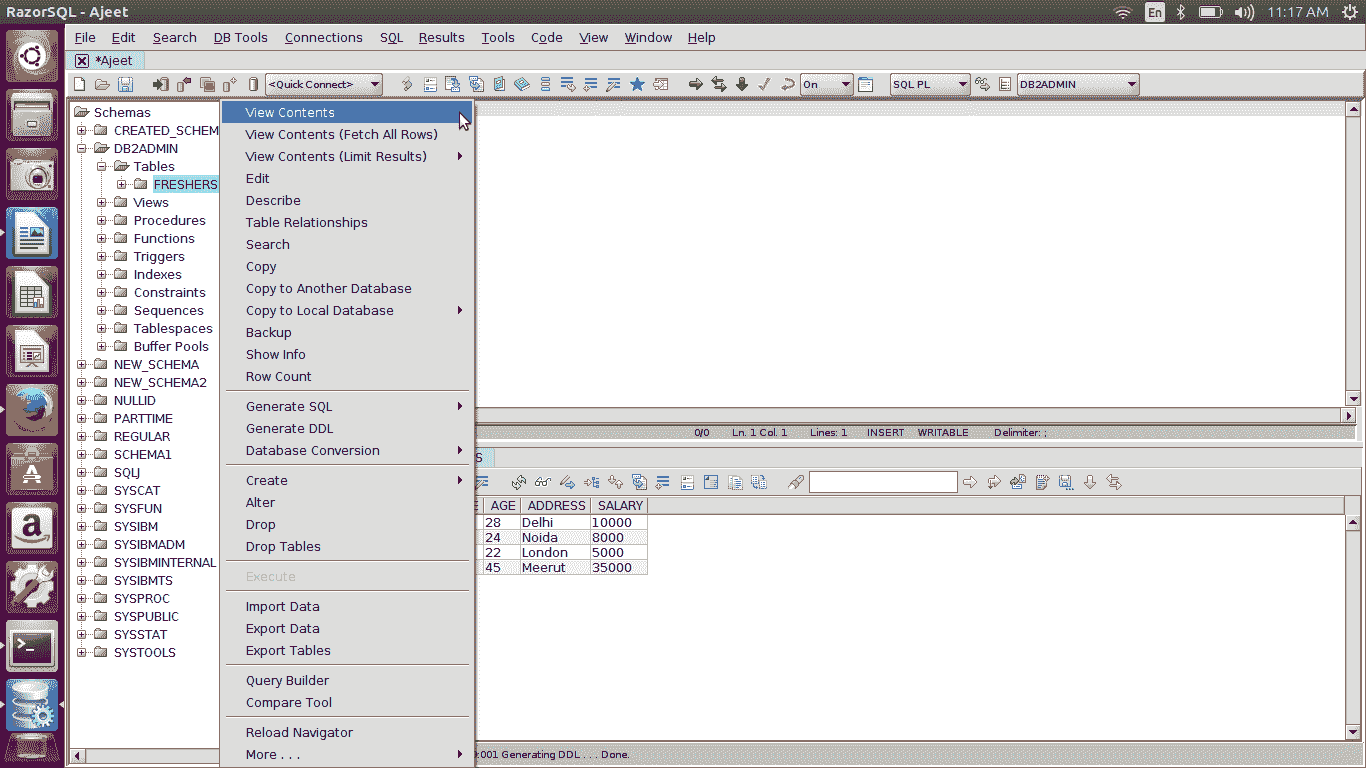 RazorSQL - Ajeet
En
11:17 AM
File Edit Search DB Tools Connections SQL Results Tools Code View Window Help
*Ajeet
<Quick Connect>
On
SQL PL
DB2ADMIN
Schemas
CREATED_SCHEM
DB2ADMIN
Tables
FRESHERS
Views
Procedures
Functions
Triggers
Indexes
Constraints
Sequences
Tablespaces
Buffer Pools
NEW_SCHEMA
NEW_SCHEMA2
NULLID
PARTTIME
REGULAR
SCHEMA1
SQLJ
SYSCAT
SYSFUN
SYSIBM
SYSIBMADM
SYSIBMINTERNAL
SYSIBMTS
SYSPROC
SYSPUBLIC
SYSSTAT
SYSTOOLS
View Contents
View Contents (Fetch All Rows)
View Contents (Limit Results)
Edit
Describe
Table Relationships
Search
Copy
Copy to Another Database
Copy to Local Database
Backup
Show Info
Row Count
Generate SQL
Generate DDL
Database Conversion
Create
Alter
Drop
Drop Tables
Execute
Import Data
Export Data
Export Tables
Query Builder
Compare Tool
Reload Navigator
More . . .
0/0 Ln. 1 Col. 1 Lines: 1 INSERT WRITABLE Delimiter: ;
S
AGE ADDRESS SALARY
28 Delhi 10000
24 Noida 8000
22 London 5000
45 Meerut 35000
:001 Generating DDL . . . Done.